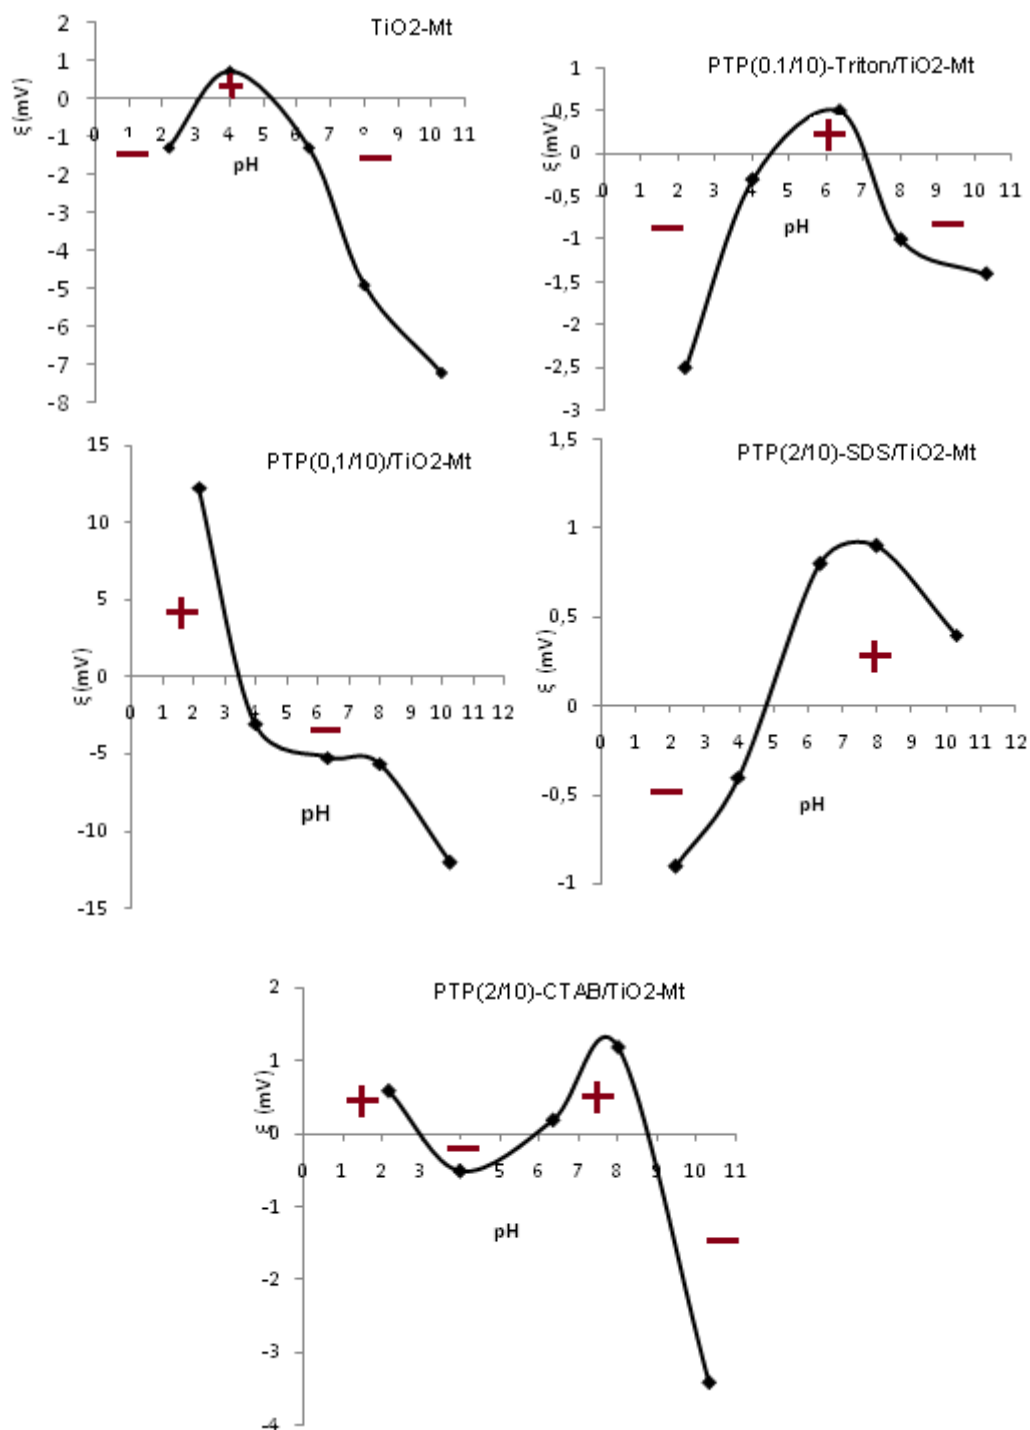 TiO2-Mt
2
1
0
-1
-2
-3
-4
-5
-6
-7
-8
ξ (mV)
0 1 2 3 4 5 6 7 8 9 10 11
pH
PTP(0.1/10)-Triton/TiO2-Mt
1
0,5
0
-0,5
-1
-1,5
-2
-2,5
-3
ξ (mV)
0 1 2 3 4 5 6 7 8 9 10 11
pH
PTP(0,1/10)/TiO2-Mt
15
10
5
0
-5
-10
-15
ξ (mV)
0 1 2 3 4 5 6 7 8 9 10 11 12
pH
PTP(2/10)-SDS/TiO2-Mt
1,5
1
0,5
0
-0,5
-1
ξ (mV)
0 1 2 3 4 5 6 7 8 9 10 11 12
pH
PTP(2/10)-CTAB/TiO2-Mt
2
1
0
-1
-2
-3
-4
ξ (mV)
0 1 2 3 4 5 6 7 8 9 10 11
pH